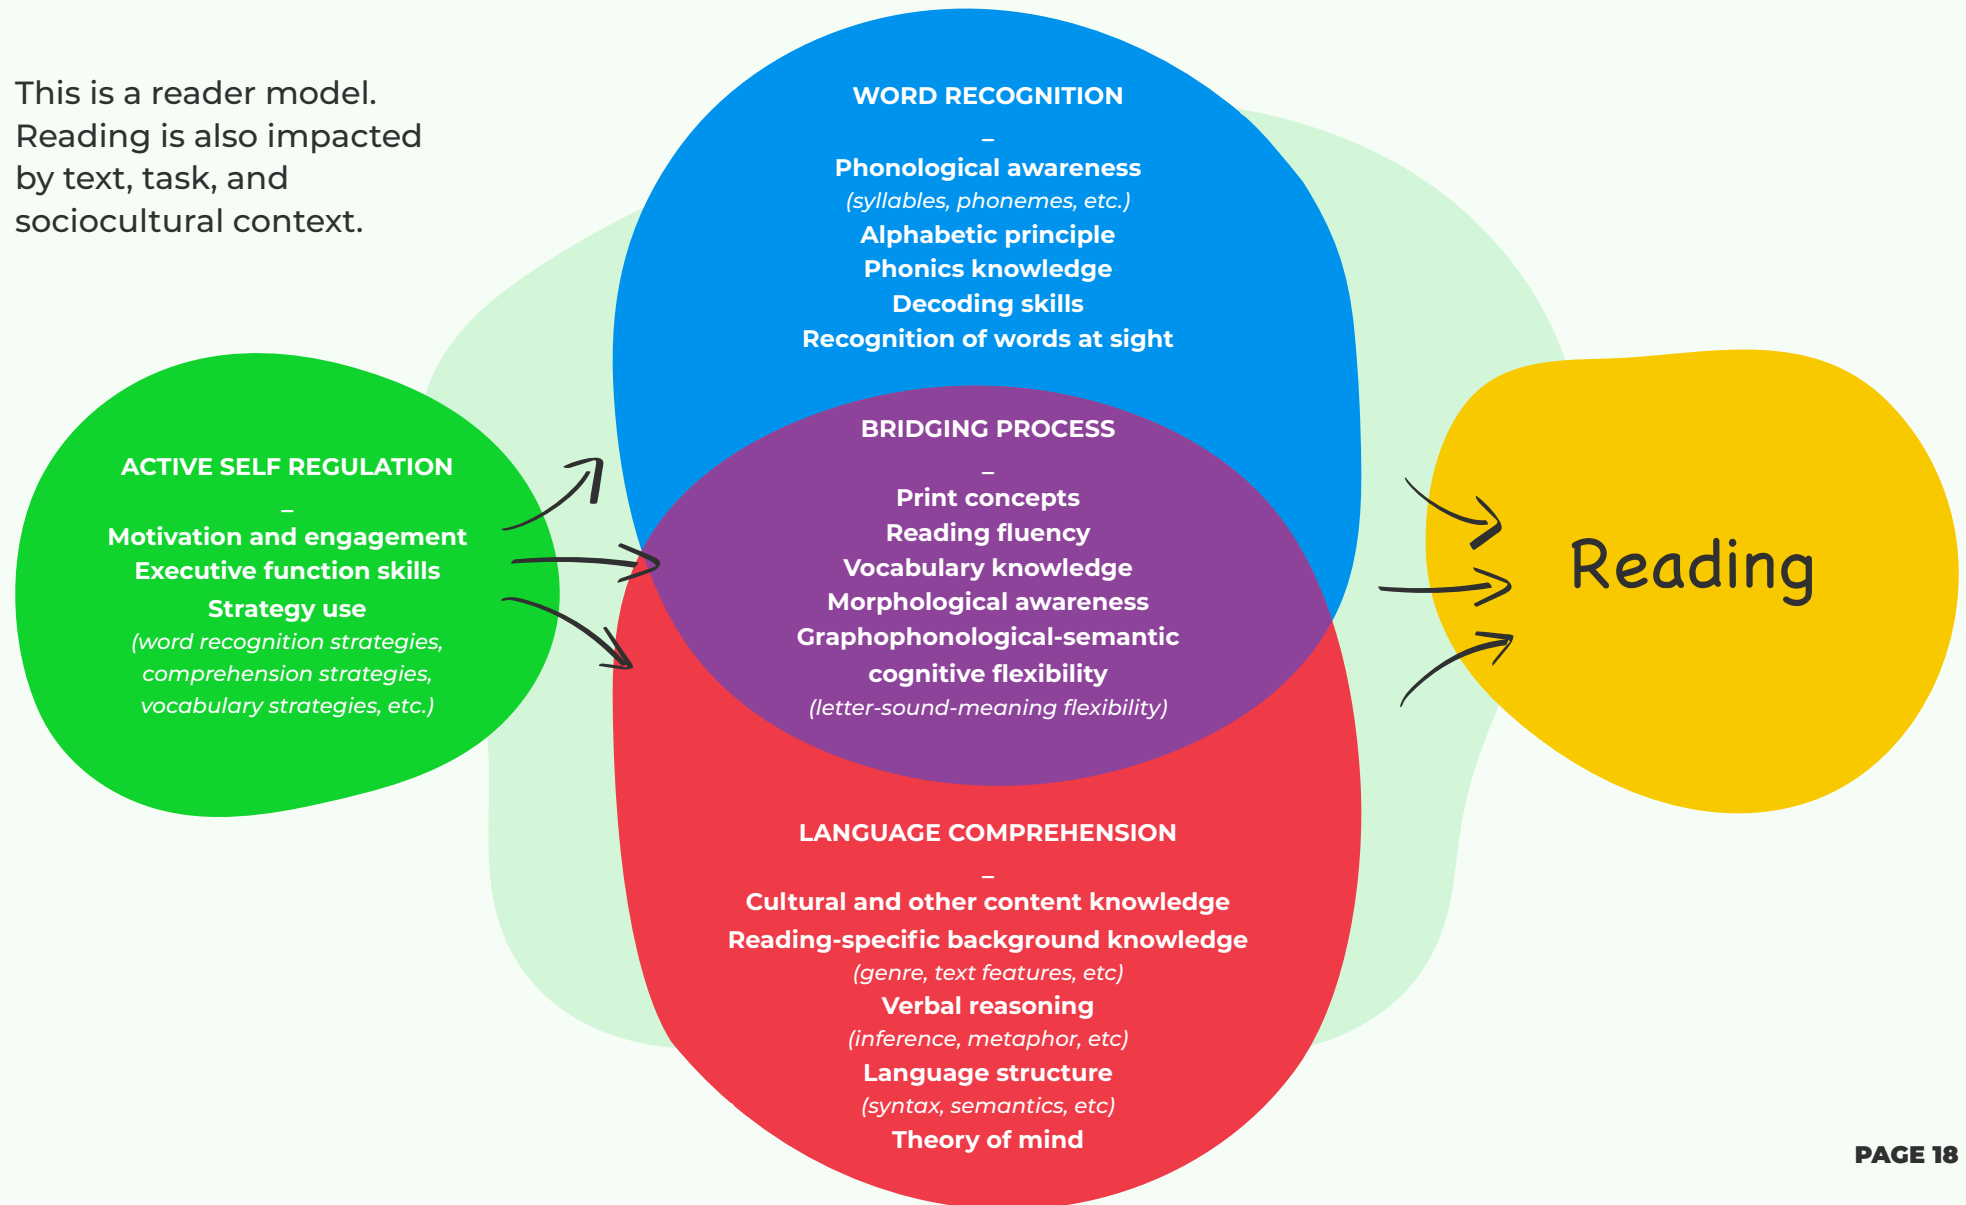 This is a reader model.
Reading is also impacted
by text, task, and
sociocultural context.
WORD RECOGNITION
–
Phonological awareness
(syllables, phonemes, etc.)
Alphabetic principle
Phonics knowledge
Decoding skills
Recognition of words at sight
ACTIVE SELF REGULATION
–
Motivation and engagement
Executive function skills
Strategy use
(word recognition strategies,
comprehension strategies,
vocabulary strategies, etc.)
BRIDGING PROCESS
–
Print concepts
Reading fluency
Vocabulary knowledge
Morphological awareness
Graphophonological-semantic
cognitive flexibility
(letter-sound-meaning flexibility)
Reading
LANGUAGE COMPREHENSION
–
Cultural and other content knowledge
Reading-specific background knowledge
(genre, text features, etc)
Verbal reasoning
(inference, metaphor, etc)
Language structure
(syntax, semantics, etc)
Theory of mind
PAGE 18